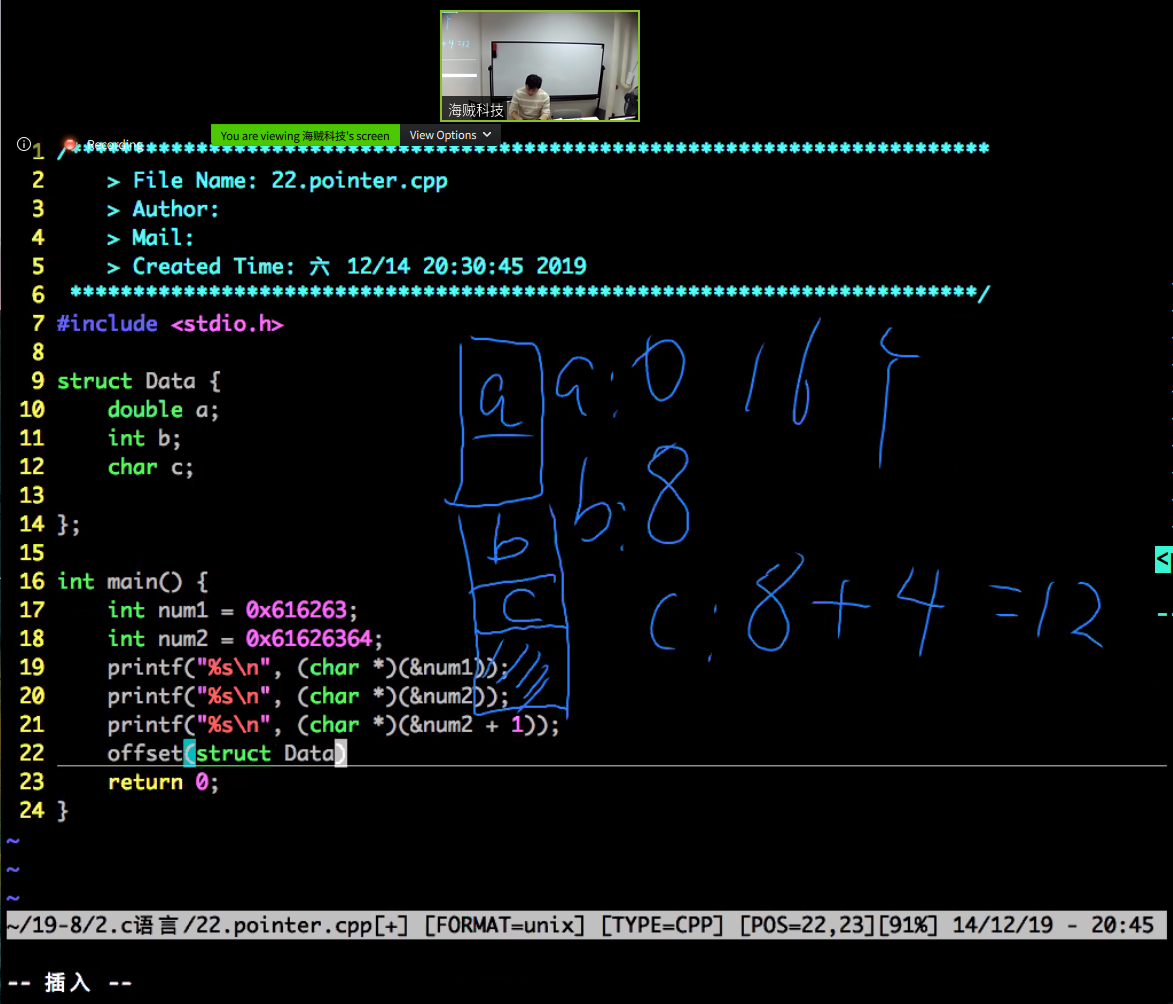 海贼科技
You are viewing 海贼科技's screen View Options
Recording
1 /************************************************************************
2 > File Name: 22.pointer.cpp
3 > Author:
4 > Mail:
5 > Created Time: 六 12/14 20:30:45 2019
6 ************************************************************************/
7 #include <stdio.h>
8
9 struct Data {
10 double a;
11 int b;
12 char c;
13
14 };
15
16 int main() {
17 int num1 = 0x616263;
18 int num2 = 0x61626364;
19 printf("%s\n", (char *)(&num1));
20 printf("%s\n", (char *)(&num2));
21 printf("%s\n", (char *)(&num2 + 1));
22 offset(struct Data)
23 return 0;
24 }
~
~
~
a a:0 16
b b:8
c c:8+4=12
~/19-8/2.c语言/22.pointer.cpp[+] [FORMAT=unix] [TYPE=CPP] [POS=22,23][91%] 14/12/19 - 20:45
-- 插入 --